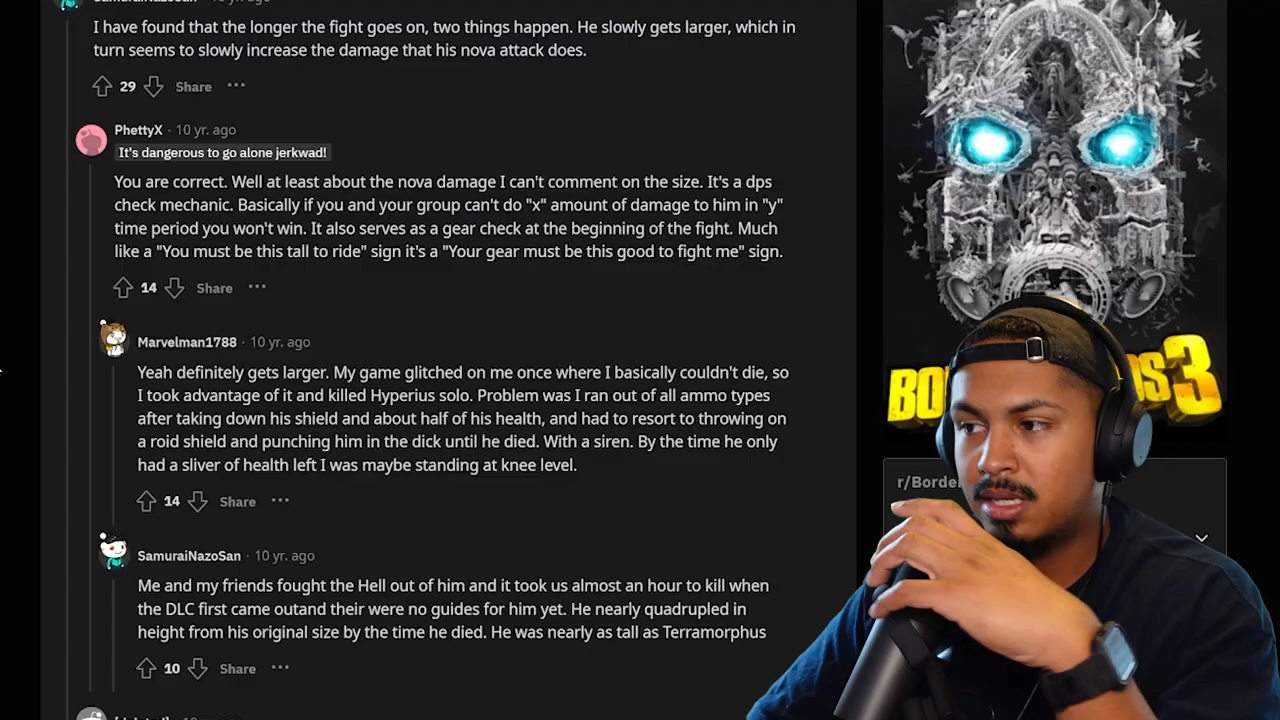 I have found that the longer the fight goes on, two things happen. He slowly gets larger, which in
turn seems to slowly increase the damage that his nova attack does.
29 Share
PhettyX · 10 yr. ago
It's dangerous to go alone jerkwad!
You are correct. Well at least about the nova damage I can't comment on the size. It's a dps
check mechanic. Basically if you and your group can't do "x" amount of damage to him in "y"
time period you won't win. It also serves as a gear check at the beginning of the fight. Much
like a "You must be this tall to ride" sign it's a "Your gear must be this good to fight me" sign.
14 Share
Marvelman1788 · 10 yr. ago
Yeah definitely gets larger. My game glitched on me once where I basically couldn't die, so
I took advantage of it and killed Hyperius solo. Problem was I ran out of all ammo types
after taking down his shield and about half of his health, and had to resort to throwing on
a roid shield and punching him in the dick until he died. With a siren. By the time he only
had a sliver of health left I was maybe standing at knee level.
14 Share
SamuraiNazoSan · 10 yr. ago
Me and my friends fought the Hell out of him and it took us almost an hour to kill when
the DLC first came outand their were no guides for him yet. He nearly quadrupled in
height from his original size by the time he died. He was nearly as tall as Terramorphus
10 Share
BO
S3
r/Border